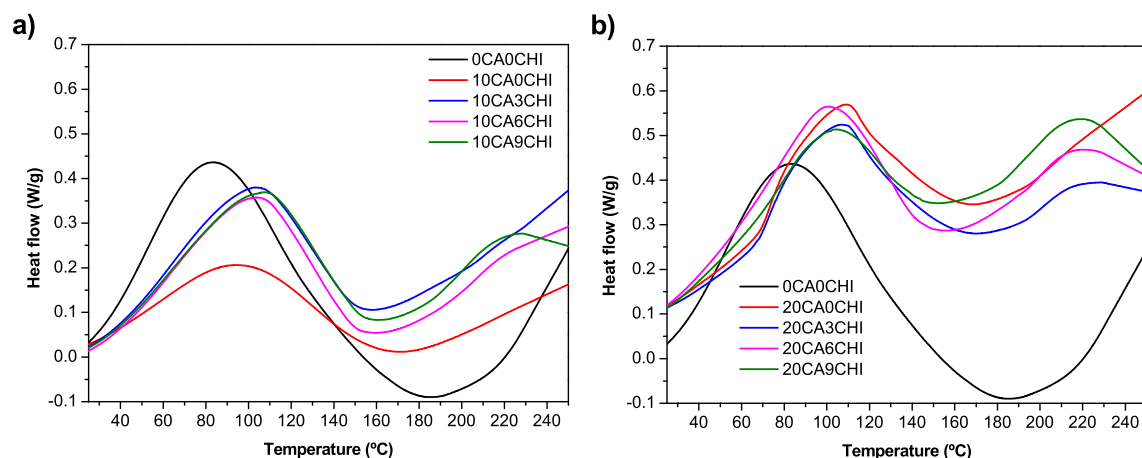 a)
0.7
0.6
0.5
0.4
0.3
0.2
0.1
0.0
-0.1
Heat flow (W/g)
0CA0CHI
10CA0CHI
10CA3CHI
10CA6CHI
10CA9CHI
40 60 80 100 120 140 160 180 200 220 240
Temperature (ºC)
b)
0.7
0.6
0.5
0.4
0.3
0.2
0.1
0.0
-0.1
Heat flow (W/g)
0CA0CHI
20CA0CHI
20CA3CHI
20CA6CHI
20CA9CHI
40 60 80 100 120 140 160 180 200 220 240
Temperature (ºC)